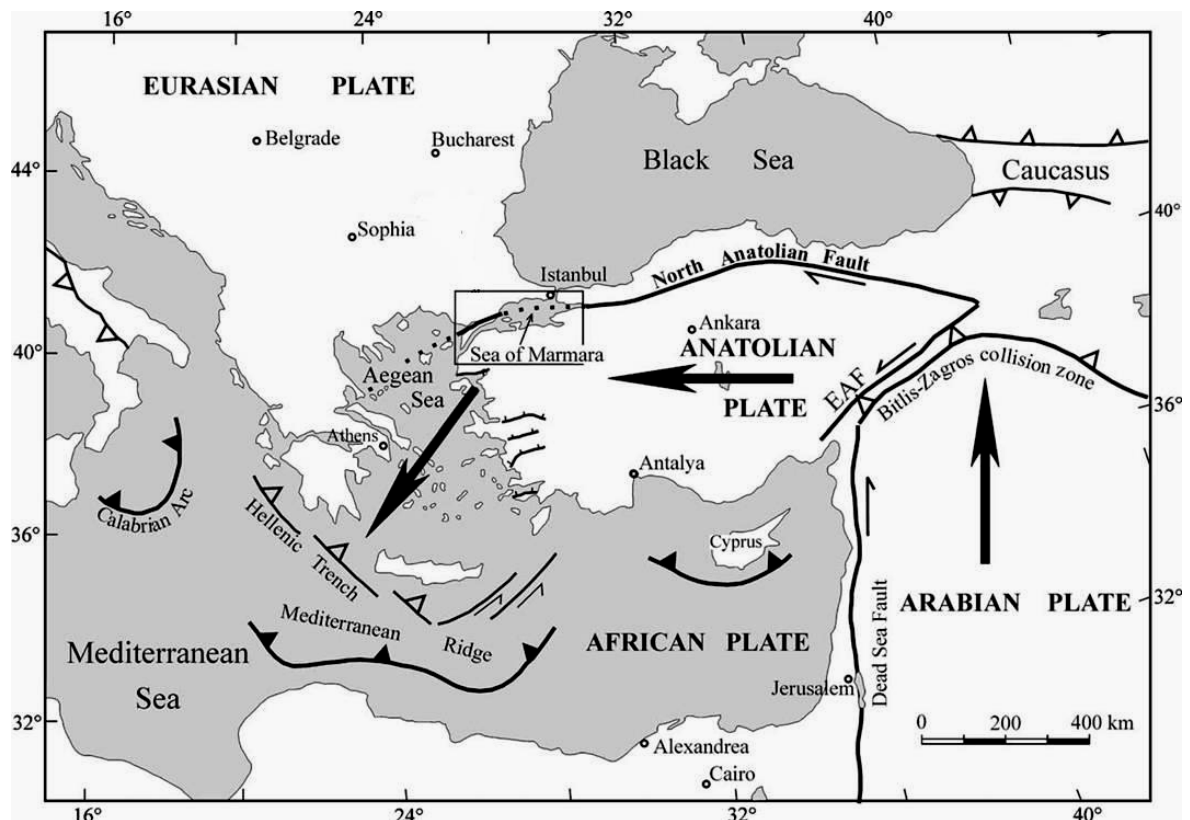 16° 24° 32° 40°
EURASIAN PLATE
Belgrade
Bucharest
Black Sea
Caucasus
44°
40°
Sophia
Istanbul
North Anatolian Fault
Ankara
40°
Sea of Marmara
ANATOLIAN
PLATE
Aegean
Sea
EAF
Bitlis-Zagros collision zone
36°
Athens
Antalya
Calabrian Arc
36°
Hellenic
Trench
Cyprus
Mediterranean
Ridge
AFRICAN PLATE
ARABIAN PLATE
32°
Mediterranean
Sea
Dead Sea Fault
Jerusalem
32°
0 200 400 km
Alexandrea
Cairo
16° 24° 32° 40°